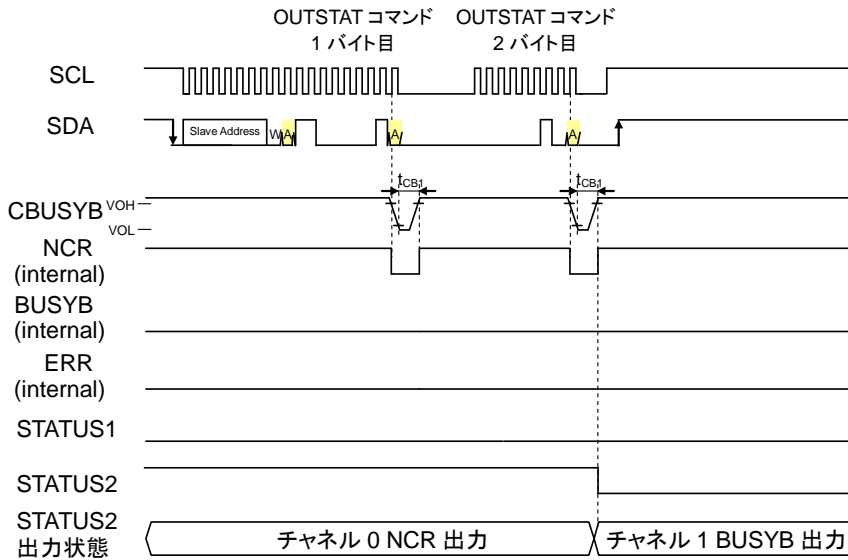 OUTSTAT コマンド
1 バイト目
OUTSTAT コマンド
2 バイト目
SCL
SDA
Slave Address
W
A
A
A
tCB1
tCB1
CBUSYB
VOH
VOL
NCR
(internal)
BUSYB
(internal)
ERR
(internal)
STATUS1
STATUS2
STATUS2
出力状態
チャネル 0 NCR 出力
チャネル 1 BUSYB 出力